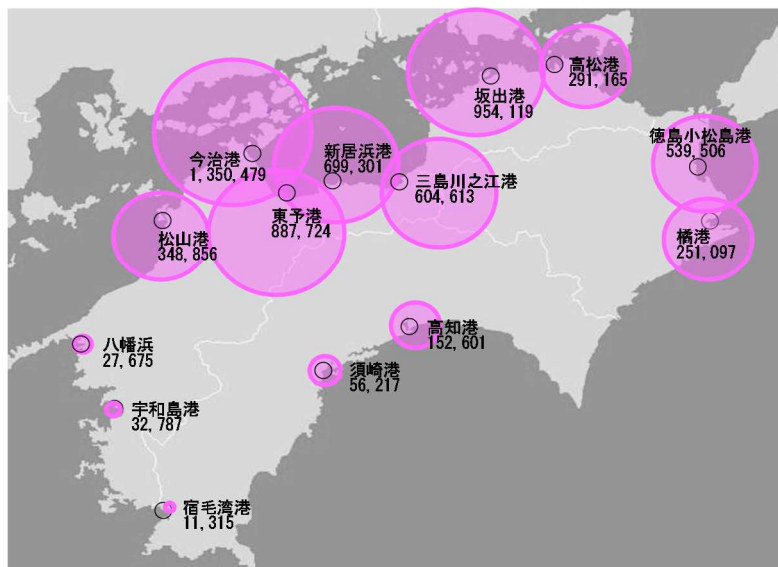 高松港
291,165
坂出港
954,119
徳島小松島港
539,506
今治港
1,350,479
新居浜港
699,301
三島川之江港
604,613
東予港
887,724
橘港
251,097
松山港
348,856
高知港
152,601
八幡浜
27,675
須崎港
56,217
宇和島港
32,787
宿毛湾港
11,315